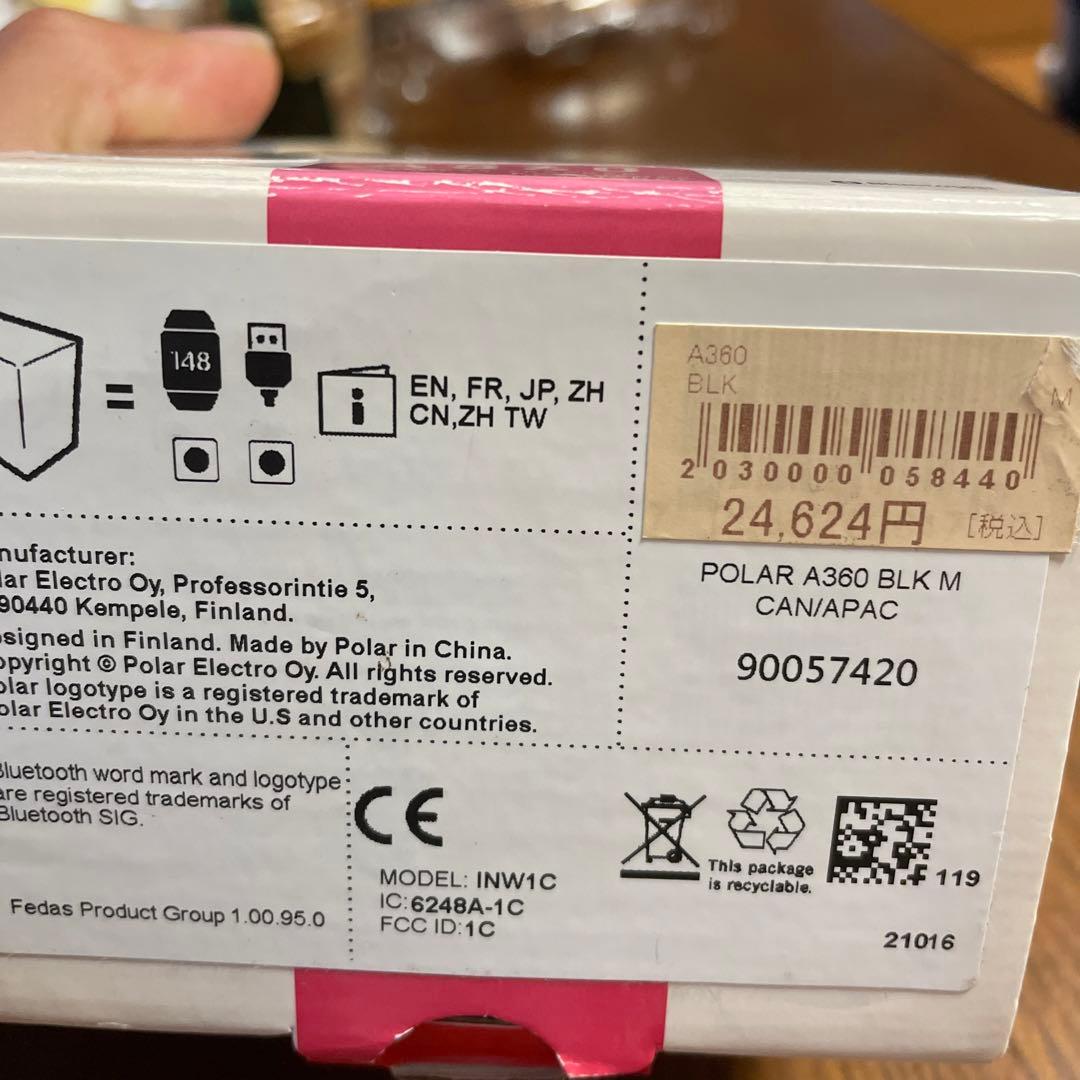 148
EN, FR, JP, ZH
CN,ZH TW
A360
BLK
M
2 030000 058440
24,624円 [税込]
POLAR A360 BLK M
CAN/APAC
90057420
nufacturer:
lar Electro Oy, Professorintie 5,
90440 Kempele, Finland.
signed in Finland. Made by Polar in China.
opyright © Polar Electro Oy. All rights reserved.
olar logotype is a registered trademark of
olar Electro Oy in the U.S and other countries.
Bluetooth word mark and logotype
are registered trademarks of
Bluetooth SIG.
Fedas Product Group 1.00.95.0
CE
MODEL: INW1C
IC:6248A-1C
FCC ID:1C
This package
is recyclable.
119
21016